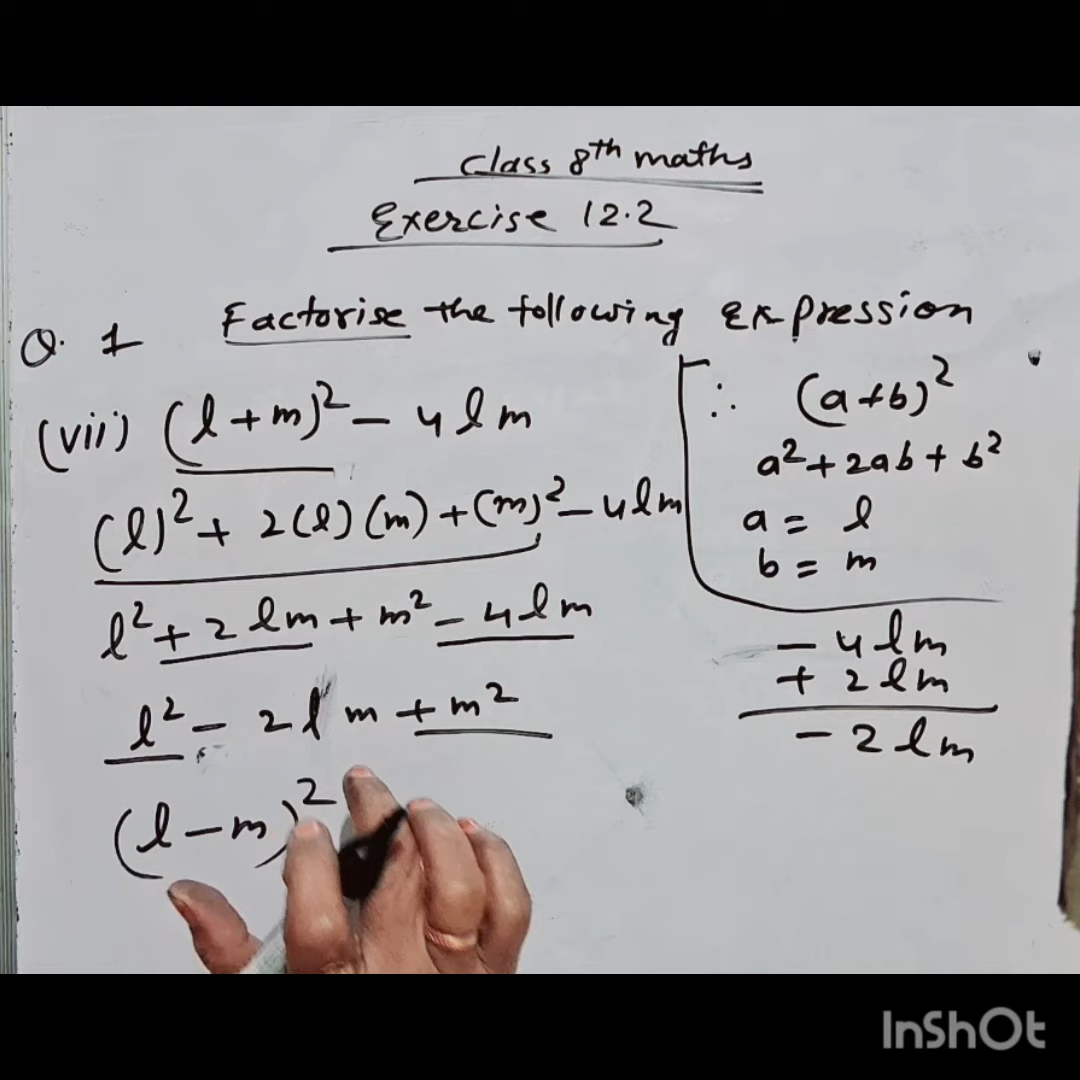 Class 8th maths
Exercise 12.2
Q. 1 Factorise the following expression
(vii) (l + m)² - 4lm
(l)² + 2(l)(m) + (m)² - 4lm
l² + 2lm + m² - 4lm
l² - 2lm + m²
(l - m)²
∴ (a+b)²
a² + 2ab + b²
a = l
b = m
- 4lm
+ 2lm
- 2lm
InShOt